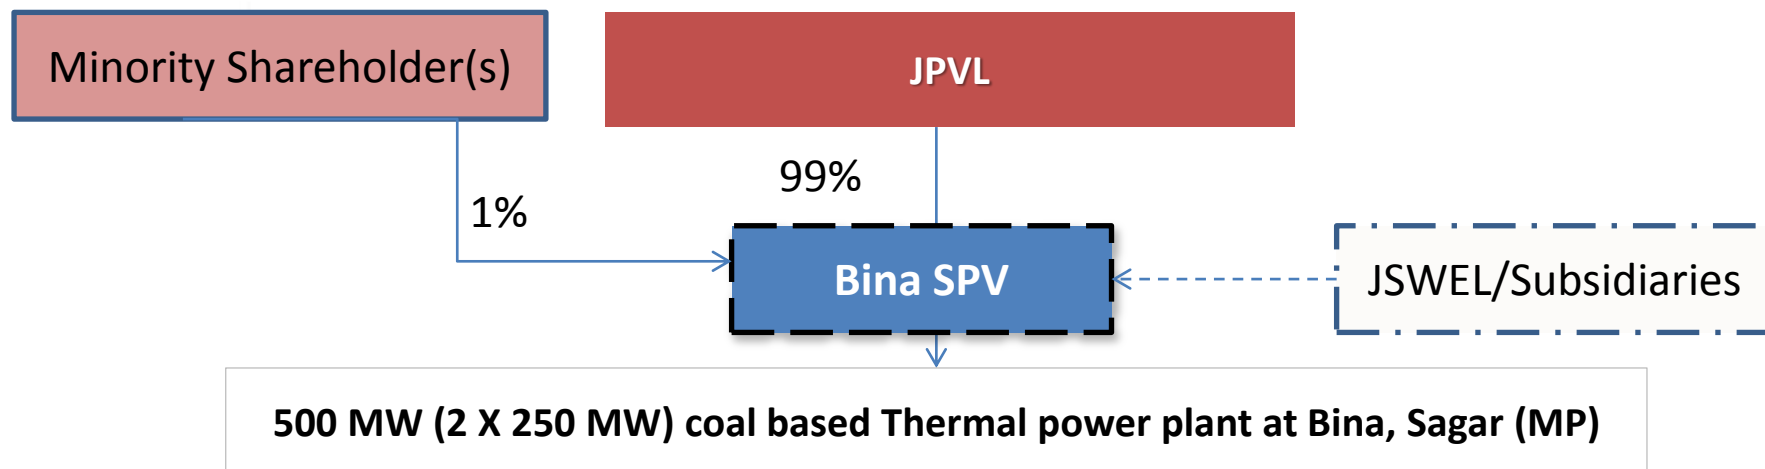 Minority Shareholder(s)
JPVL
99%
1%
Bina SPV
JSWEL/Subsidiaries
500 MW (2 X 250 MW) coal based Thermal power plant at Bina, Sagar (MP)